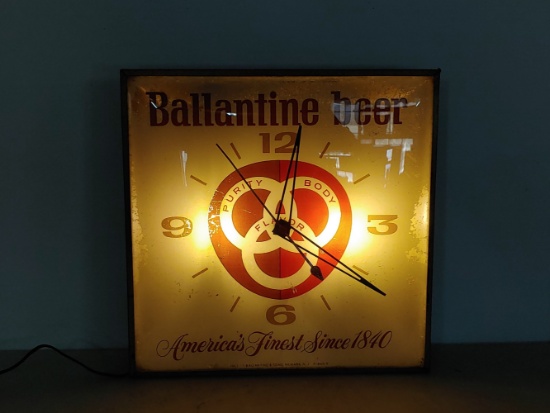 Ballantine beer
12
PURITY BODY
FLAVOR
9 3
6
America's Finest Since 1840